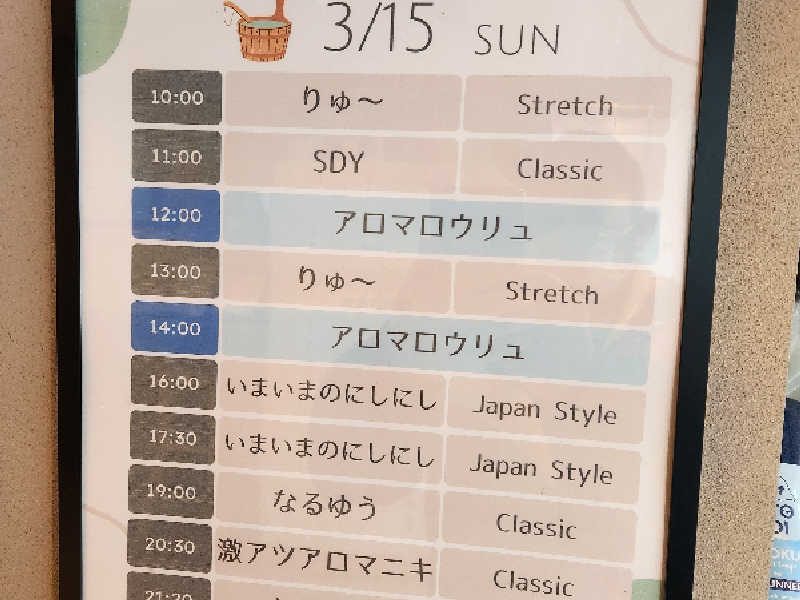 3/15 SUN
10:00 りゅ〜 Stretch
11:00 SDY Classic
12:00 アロマロウリュ
13:00 りゅ〜 Stretch
14:00 アロマロウリュ
16:00 いまいまのにしにし Japan Style
17:30 いまいまのにしにし Japan Style
19:00 なるゆう Classic
20:30 激アツアロマニキ Classic